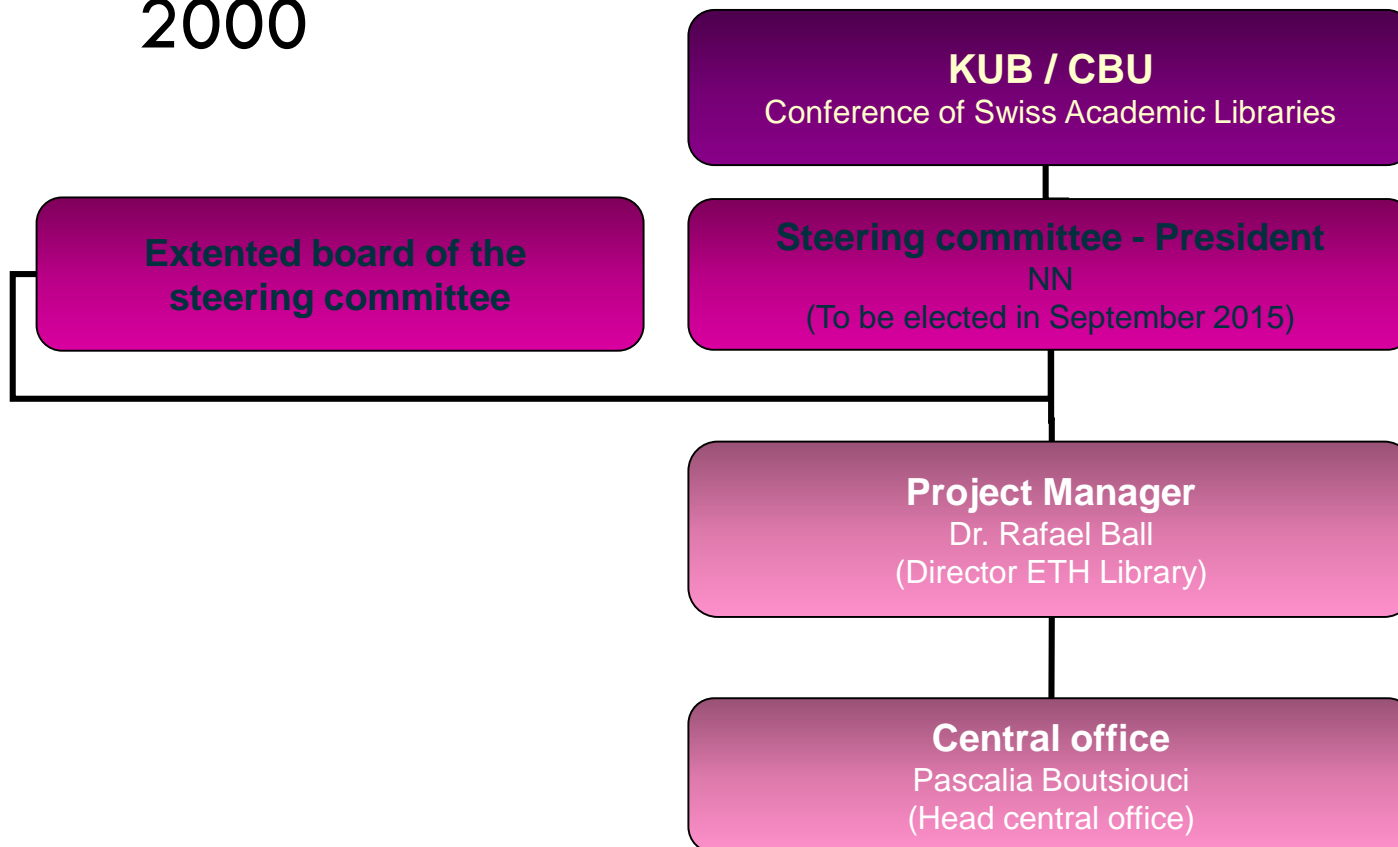 2000
KUB / CBU
Conference of Swiss Academic Libraries
Extented board of the
steering committee
Steering committee - President
NN
(To be elected in September 2015)
Project Manager
Dr. Rafael Ball
(Director ETH Library)
Central office
Pascalia Boutsiouci
(Head central office)